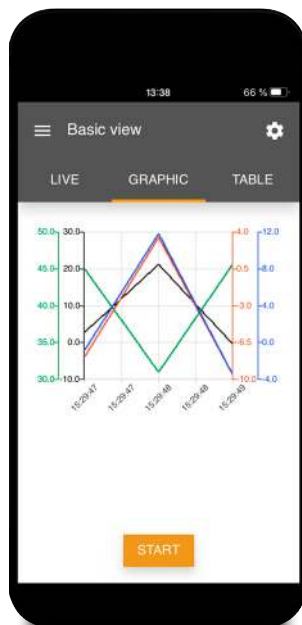 13:38 66 %
Basic view
LIVE GRAPHIC TABLE
50.0 30.0 4.0 12.0
45.0 20.0 -0.5 8.0
40.0 10.0 -3.0 4.0
35.0 0.0 -6.5 0.0
30.0 -10.0 -10.0 -4.0
15:29:47 15:29:47 15:29:48 15:29:48 15:29:49
START